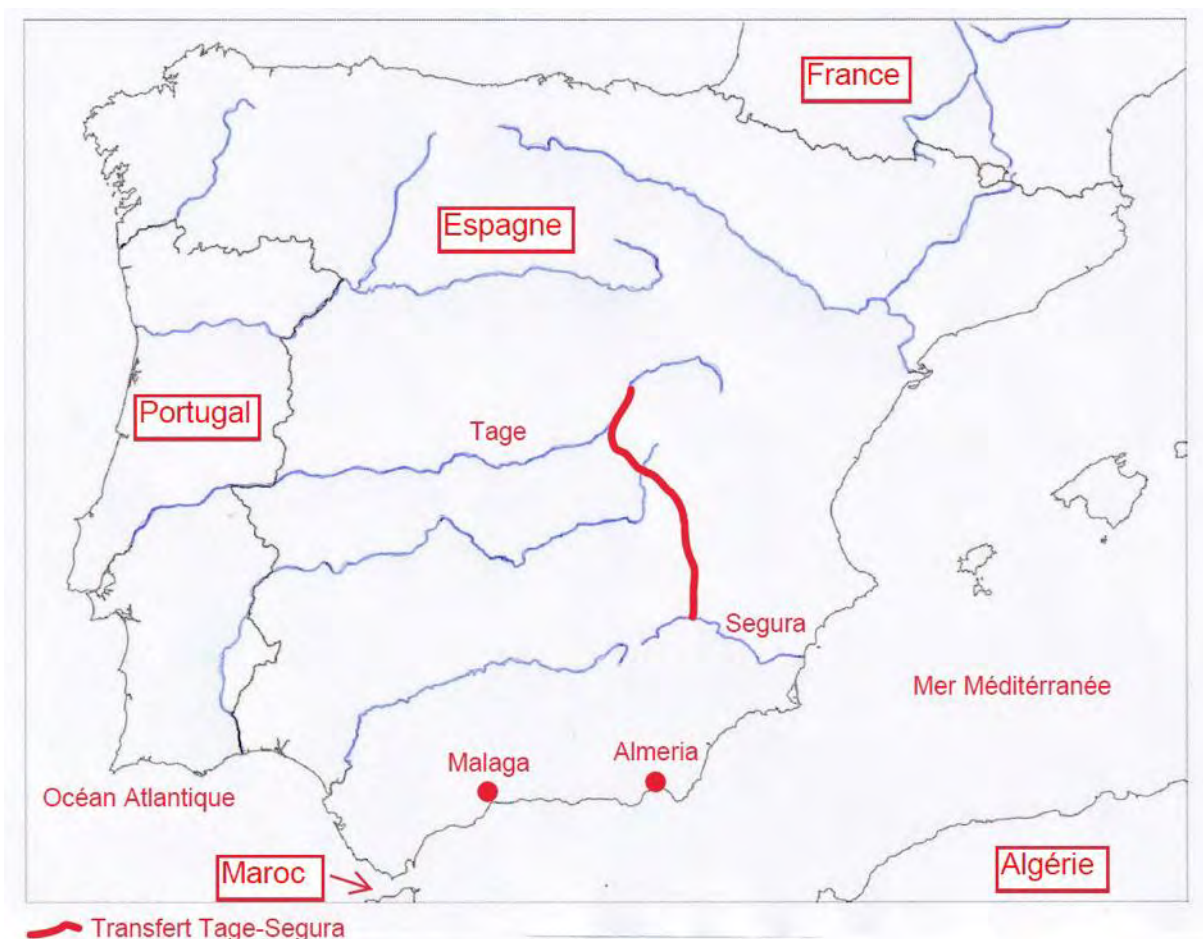 France
Espagne
Portugal
Tage
Segura
Mer Méditérranée
Almeria
Malaga
Océan Atlantique
Maroc
Algérie
Transfert Tage-Segura